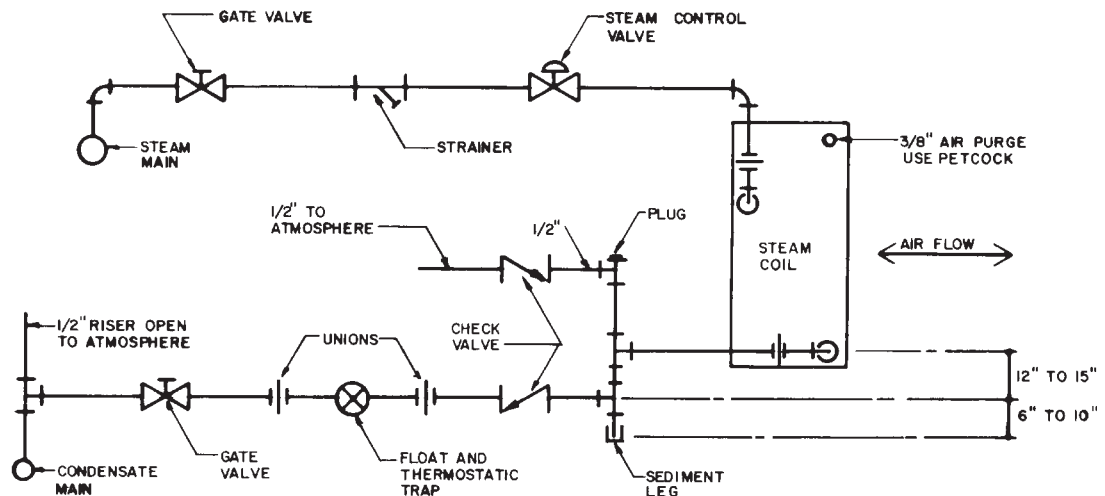 GATE VALVE
STEAM CONTROL
VALVE
STEAM
MAIN
STRAINER
3/8" AIR PURGE
USE PETCOCK
1/2" TO
ATMOSPHERE
1/2"
PLUG
STEAM
COIL
AIR FLOW
1/2" RISER OPEN
TO ATMOSPHERE
UNIONS
CHECK
VALVE
12" TO 15"
6" TO 10"
CONDENSATE
MAIN
GATE
VALVE
FLOAT AND
THERMOSTATIC
TRAP
SEDIMENT
LEG